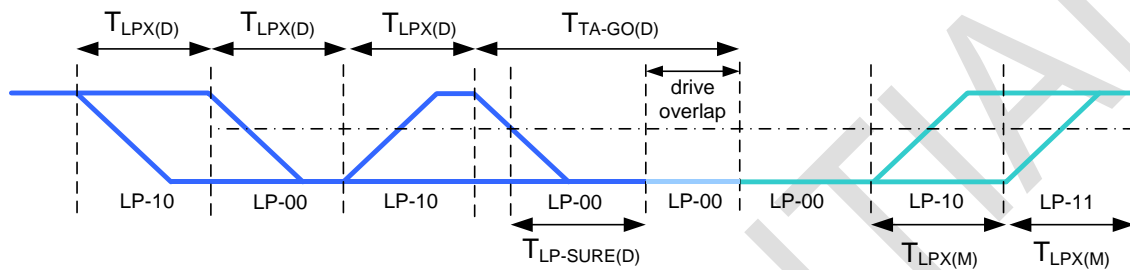 TLPX(D) TLPX(D) TLPX(D) TTA-GO(D)
drive
overlap
LP-10 LP-00 LP-10 LP-00 LP-00 LP-00 LP-10 LP-11
TLP-SURE(D) TLPX(M) TLPX(M)